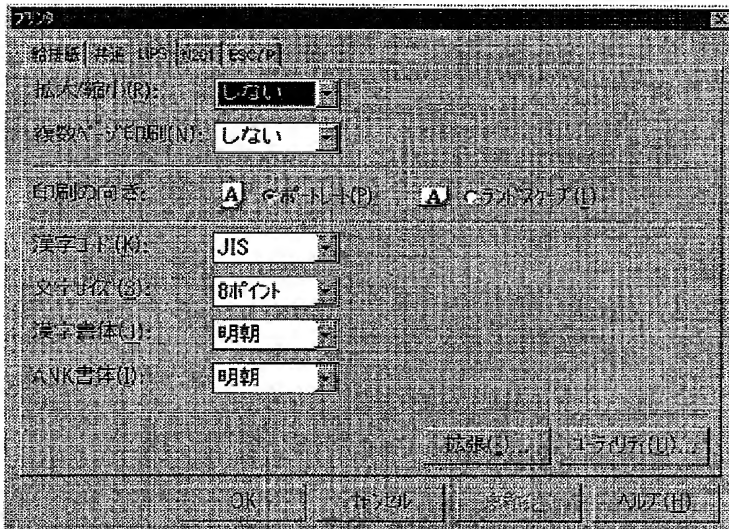 プリンタ
給排紙 共通 LIPS N201 ESC/P
拡大/縮小(R): しない
複数ページ印刷(N): しない
印刷の向き: A ポートレート(P) A ランドスケープ(L)
漢字コード(K): JIS
文字サイズ(S): 8ポイント
漢字書体(J): 明朝
ANK書体(I): 明朝
拡張(E)... ユーティリティ(U)...
OK キャンセル ヘルプ(H)